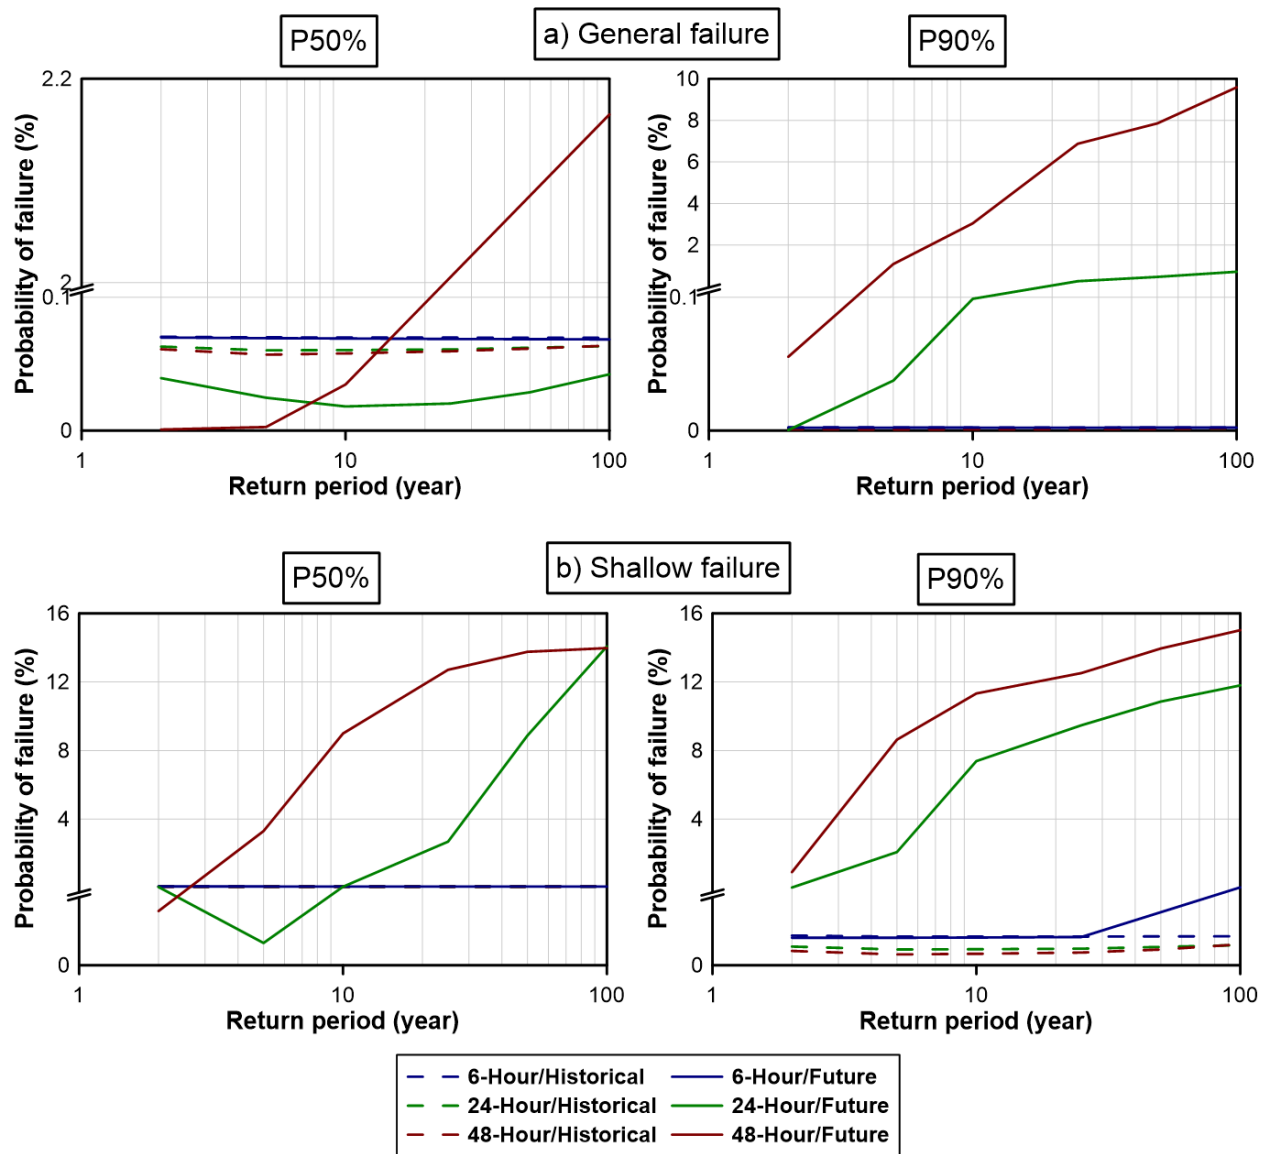 a) General failure
P50%
P90%
Probability of failure (%)
2.2
2
0.1
0
1
10
100
Return period (year)
Probability of failure (%)
10
8
6
4
2
0.1
0
1
10
100
Return period (year)
b) Shallow failure
P50%
P90%
Probability of failure (%)
16
12
8
4
0
1
10
100
Return period (year)
Probability of failure (%)
16
12
8
4
0
1
10
100
Return period (year)
6-Hour/Historical
6-Hour/Future
24-Hour/Historical
24-Hour/Future
48-Hour/Historical
48-Hour/Future